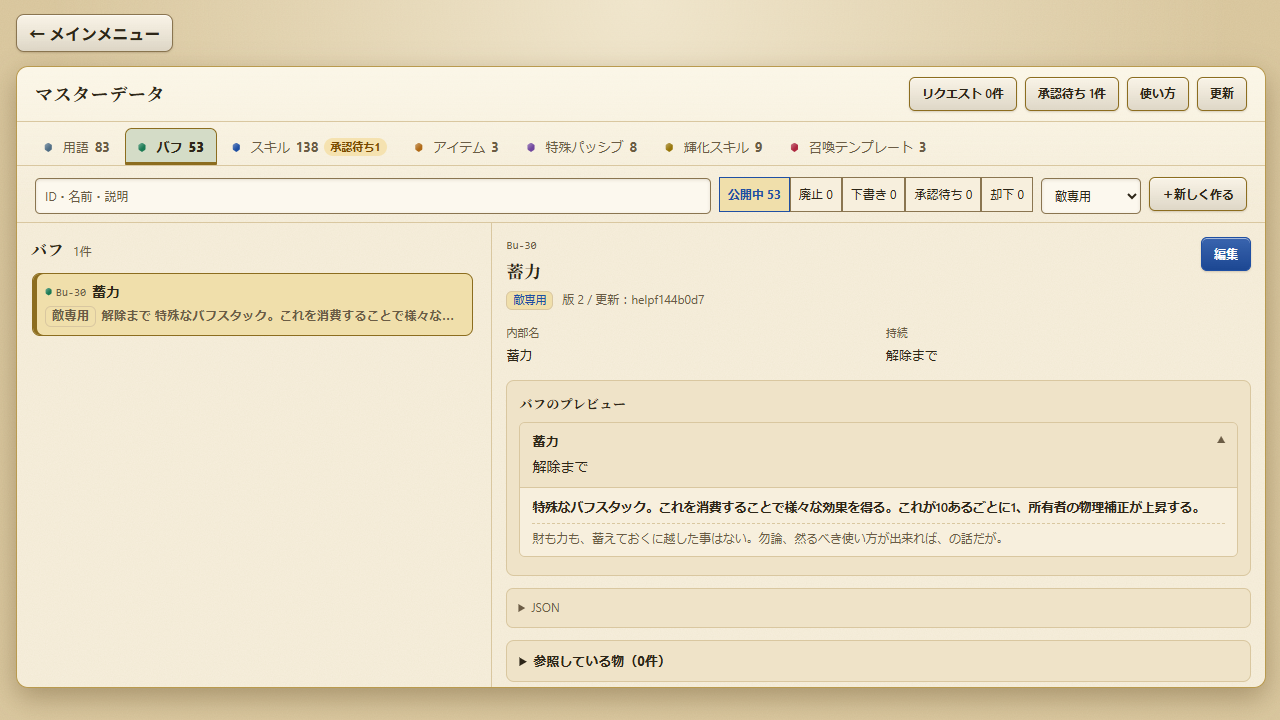 ← メインメニュー
マスターデータ
リクエスト 0件
承認待ち 1件
使い方
更新
用語 83
バフ 53
スキル 138 承認待ち1
アイテム 3
特殊パッシブ 8
輝化スキル 9
召喚テンプレート 3
ID・名前・説明
公開中 53
廃止 0
下書き 0
承認待ち 0
却下 0
敵専用
+新しく作る
バフ 1件
Bu-30 蓄力
敵専用 解除まで 特殊なバフスタック。これを消費することで様々な…
Bu-30
編集
蓄力
敵専用 版 2 / 更新：helpf144b0d7
内部名
蓄力
持続
解除まで
バフのプレビュー
蓄力
▲
解除まで
特殊なバフスタック。これを消費することで様々な効果を得る。これが10あるごとに1、所有者の物理補正が上昇する。
財も力も、蓄えておくに越した事はない。勿論、然るべき使い方が出来れば、の話だが。
▶ JSON
▶ 参照している物（0件）